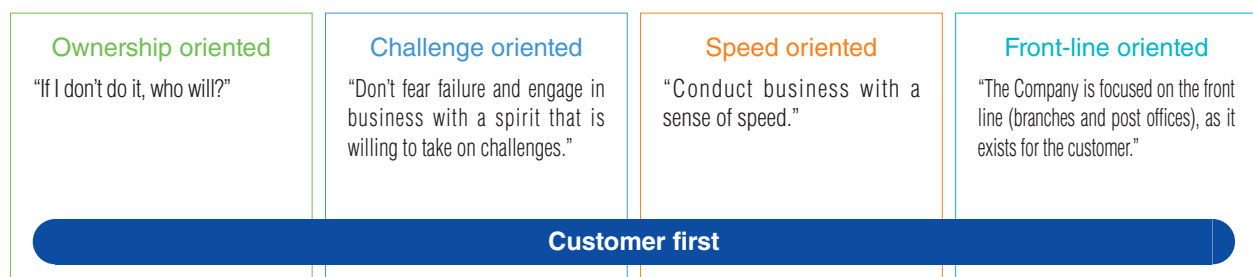 Ownership oriented
“If I don’t do it, who will?”
Challenge oriented
“Don’t fear failure and engage in
business with a spirit that is
willing to take on challenges.”
Speed oriented
“Conduct business with a
sense of speed.”
Front-line oriented
“The Company is focused on the front
line (branches and post offices), as it
exists for the customer.”
Customer first